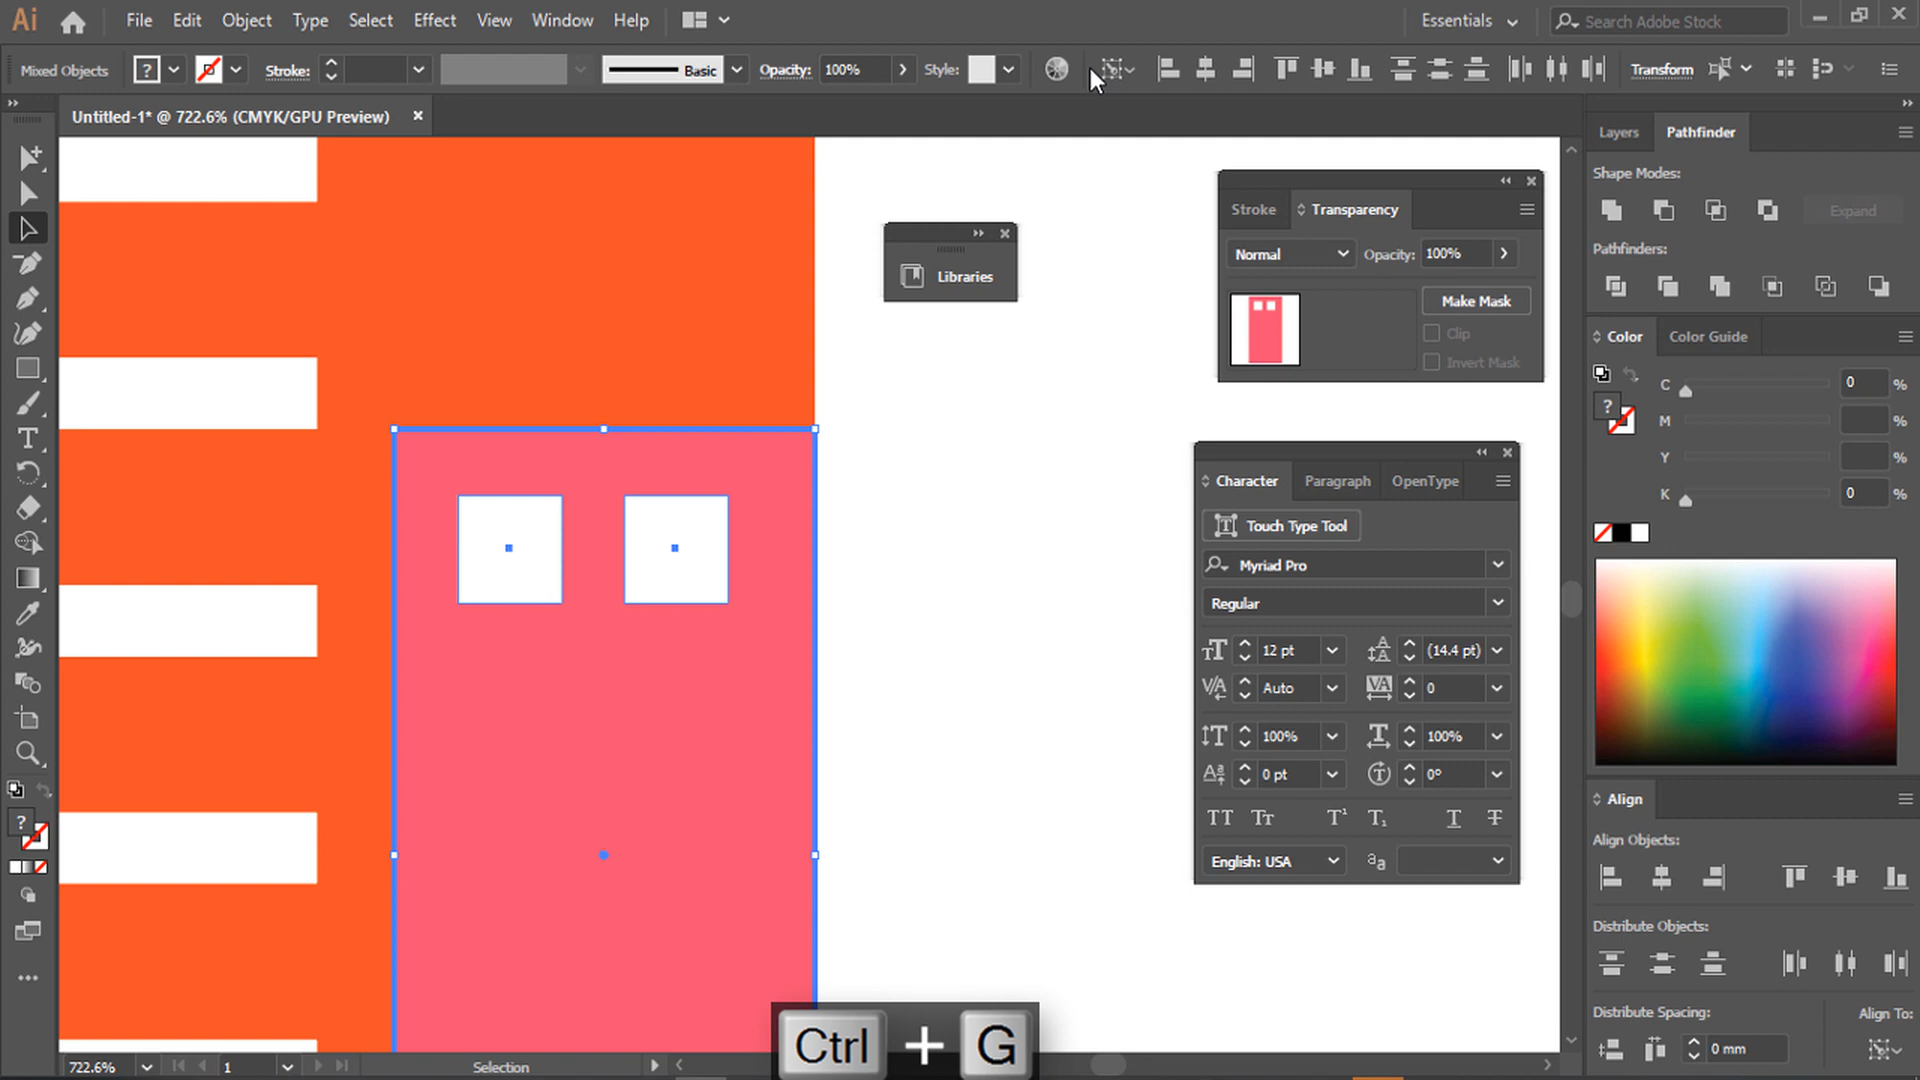 Ai File Edit Object Type Select Effect View Window Help Essentials Search Adobe Stock
Mixed Objects ? Stroke: Basic Opacity: 100% Style: Transform
Untitled-1* @ 722.6% (CMYK/GPU Preview)
Libraries
Stroke Transparency
Normal Opacity: 100%
Make Mask
Clip
Invert Mask
Character Paragraph OpenType
Touch Type Tool
Myriad Pro
Regular
12 pt (14.4 pt)
Auto 0
100% 100%
0 pt 0°
English: USA
Layers Pathfinder
Shape Modes:
Expand
Pathfinders:
Color Color Guide
C 0 %
? M %
Y %
K 0 %
Align
Align Objects:
Distribute Objects:
Distribute Spacing: Align To:
0 mm
?
Ctrl + G
722.6% 1 Selection